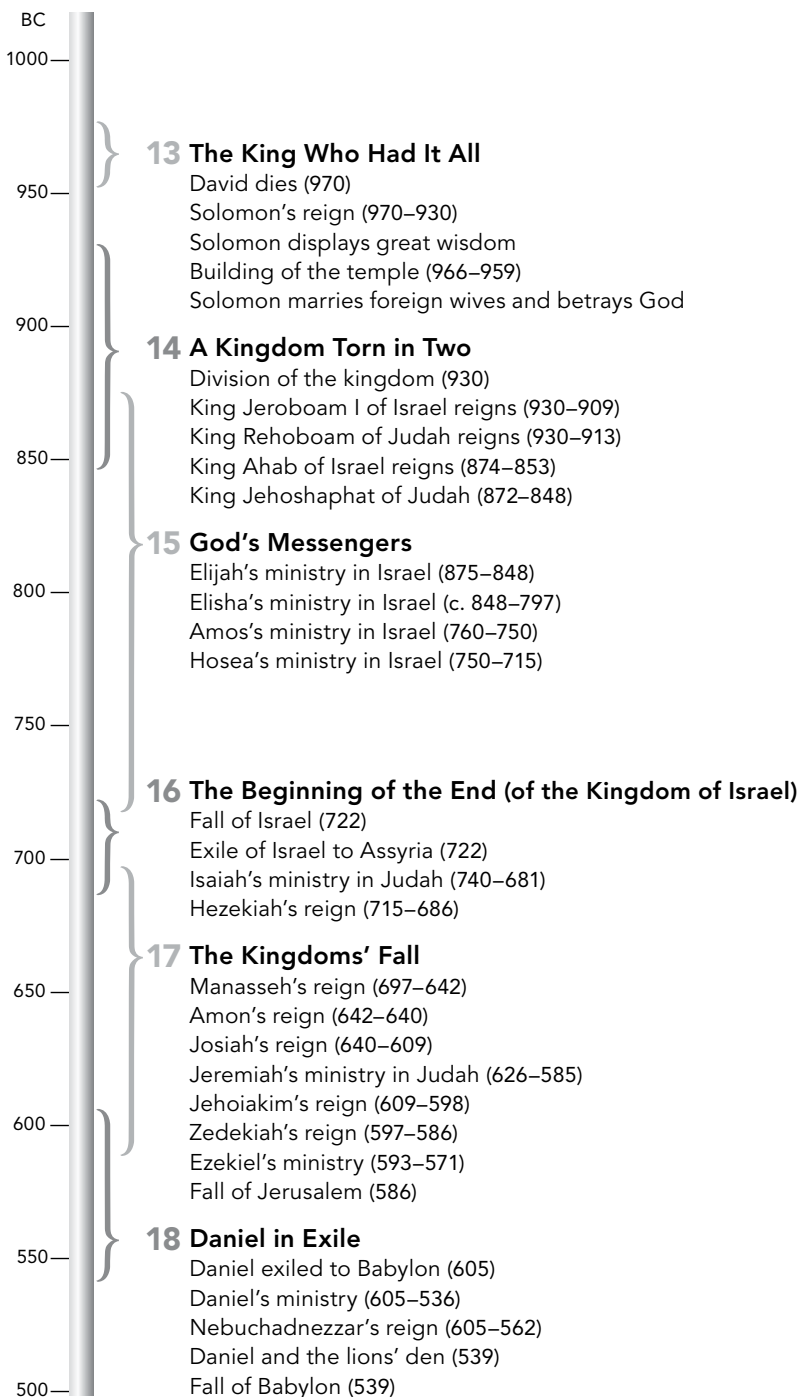 BC
1000
13 The King Who Had It All
David dies (970)
950
Solomon's reign (970–930)
Solomon displays great wisdom
Building of the temple (966–959)
Solomon marries foreign wives and betrays God
900
14 A Kingdom Torn in Two
Division of the kingdom (930)
King Jeroboam I of Israel reigns (930–909)
King Rehoboam of Judah reigns (930–913)
850
King Ahab of Israel reigns (874–853)
King Jehoshaphat of Judah (872–848)
15 God's Messengers
Elijah's ministry in Israel (875–848)
800
Elisha's ministry in Israel (c. 848–797)
Amos's ministry in Israel (760–750)
Hosea's ministry in Israel (750–715)
750
16 The Beginning of the End (of the Kingdom of Israel)
Fall of Israel (722)
700
Exile of Israel to Assyria (722)
Isaiah's ministry in Judah (740–681)
Hezekiah's reign (715–686)
17 The Kingdoms' Fall
650
Manasseh's reign (697–642)
Amon's reign (642–640)
Josiah's reign (640–609)
Jeremiah's ministry in Judah (626–585)
Jehoiakim's reign (609–598)
600
Zedekiah's reign (597–586)
Ezekiel's ministry (593–571)
Fall of Jerusalem (586)
18 Daniel in Exile
550
Daniel exiled to Babylon (605)
Daniel's ministry (605–536)
Nebuchadnezzar's reign (605–562)
Daniel and the lions' den (539)
500
Fall of Babylon (539)